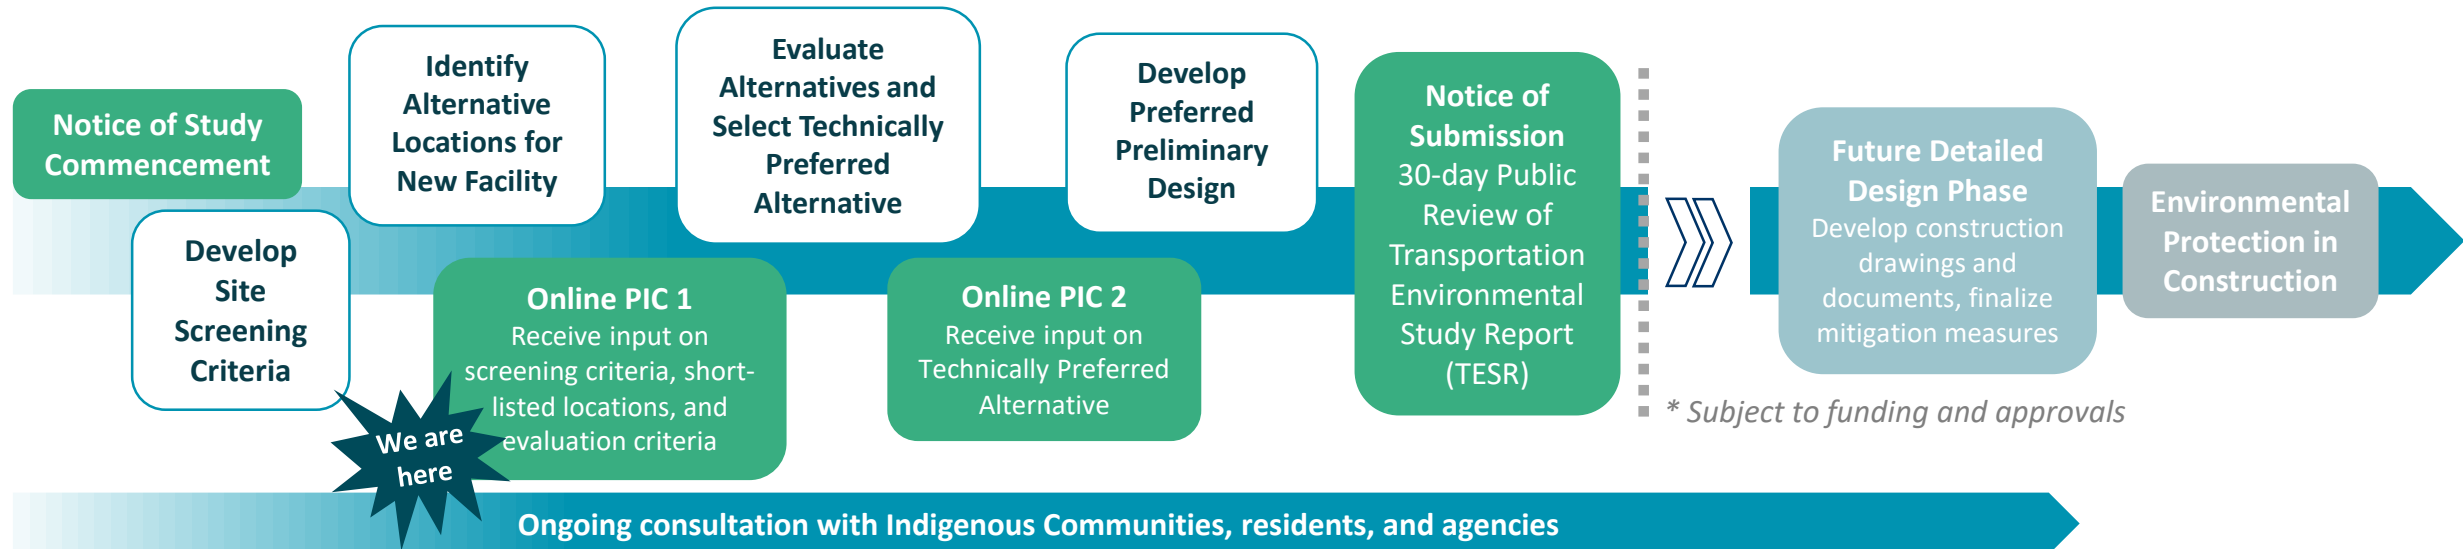 Notice of Study
Commencement
Develop
Site
Screening
Criteria
Identify
Alternative
Locations for
New Facility
We are
here
Online PIC 1
Receive input on
screening criteria, short-
listed locations, and
evaluation criteria
Evaluate
Alternatives and
Select Technically
Preferred
Alternative
Online PIC 2
Receive input on
Technically Preferred
Alternative
Develop
Preferred
Preliminary
Design
Notice of
Submission
30-day Public
Review of
Transportation
Environmental
Study Report
(TESR)
Future Detailed
Design Phase
Develop construction
drawings and
documents, finalize
mitigation measures
Environmental
Protection in
Construction
* Subject to funding and approvals
Ongoing consultation with Indigenous Communities, residents, and agencies